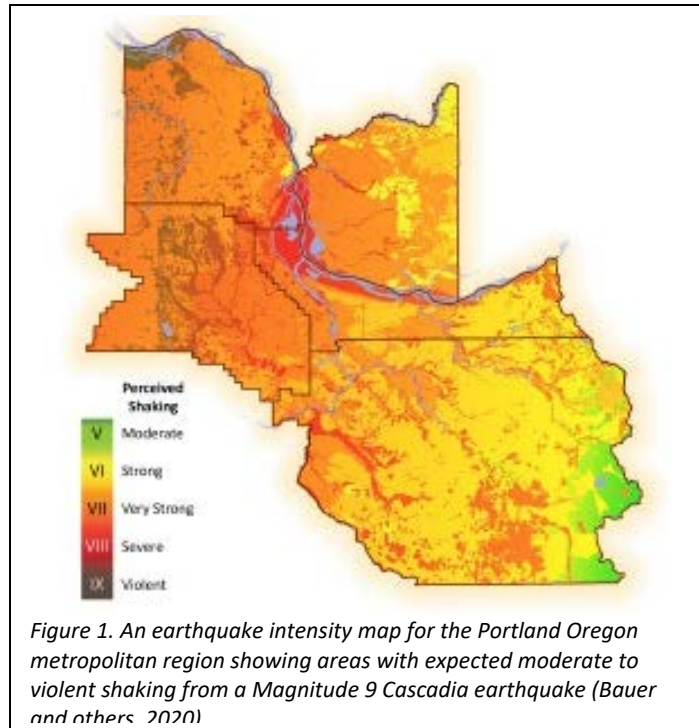 Perceived
Shaking
V Moderate
VI Strong
VII Very Strong
VIII Severe
IX Violent
Figure 1. An earthquake intensity map for the Portland Oregon
metropolitan region showing areas with expected moderate to
violent shaking from a Magnitude 9 Cascadia earthquake (Bauer
and others, 2020)